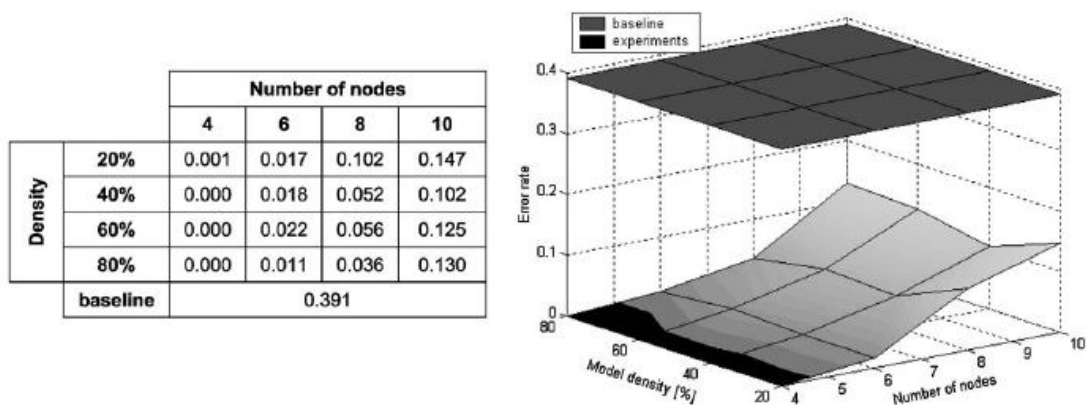 Number of nodes
4 6 8 10
Density
20% 0.001 0.017 0.102 0.147
40% 0.000 0.018 0.052 0.102
60% 0.000 0.022 0.056 0.125
80% 0.000 0.011 0.036 0.130
baseline 0.391
baseline
experiments
0.4
0.3
0.2
0.1
0
Error rate
80
60
40
20
Model density [%]
4
5
6
7
8
9
10
Number of nodes